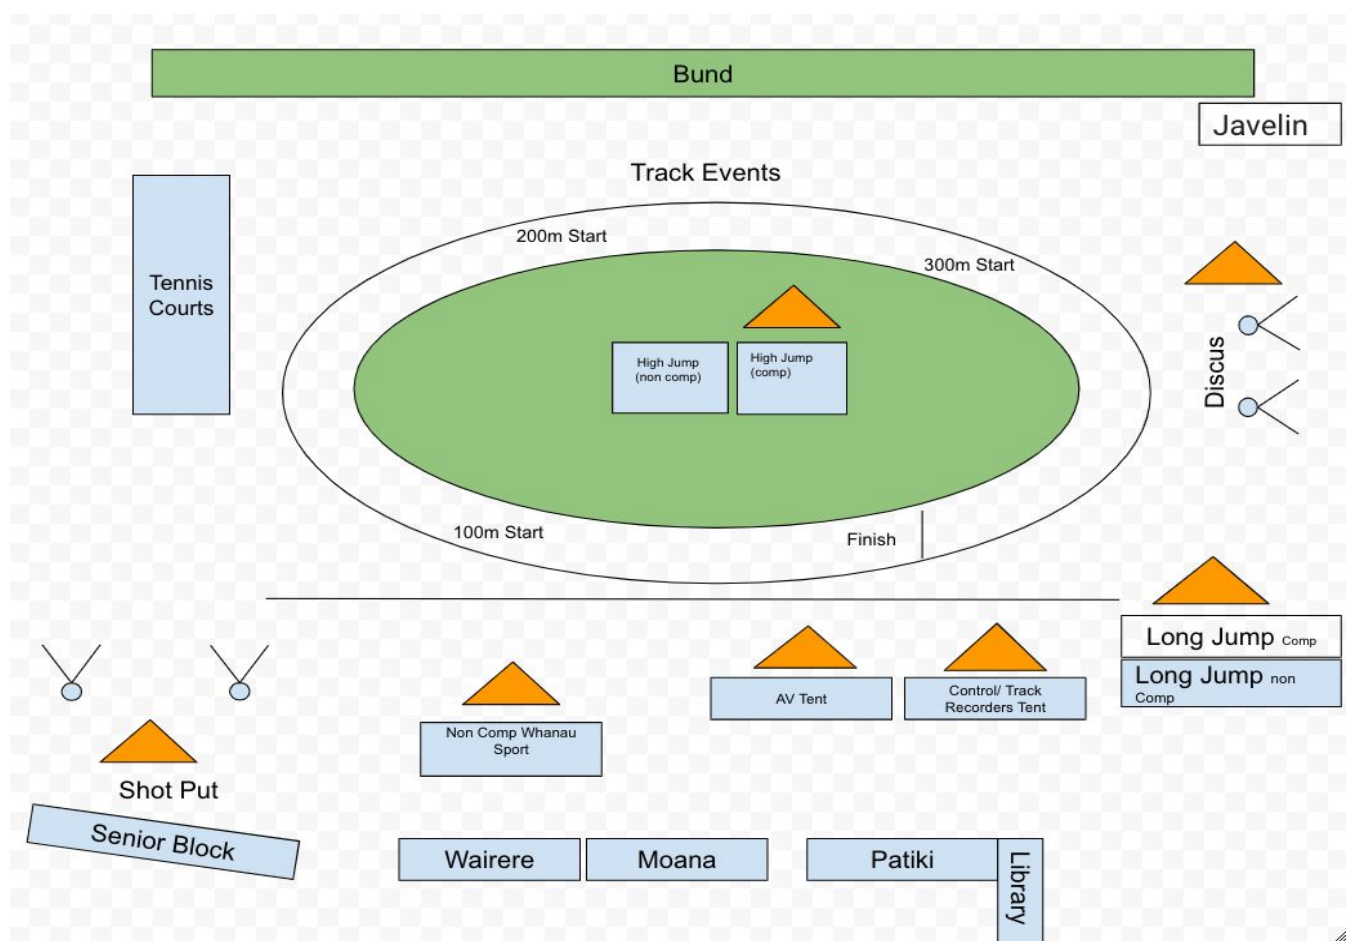 Bund
Javelin
Track Events
200m Start
300m Start
Tennis
Courts
High Jump
(non comp)
High Jump
(comp)
Discus
100m Start
Finish
Long Jump Comp
Long Jump non
Comp
AV Tent
Control/ Track
Recorders Tent
Non Comp Whanau
Sport
Shot Put
Senior Block
Wairere
Moana
Patiki
Library